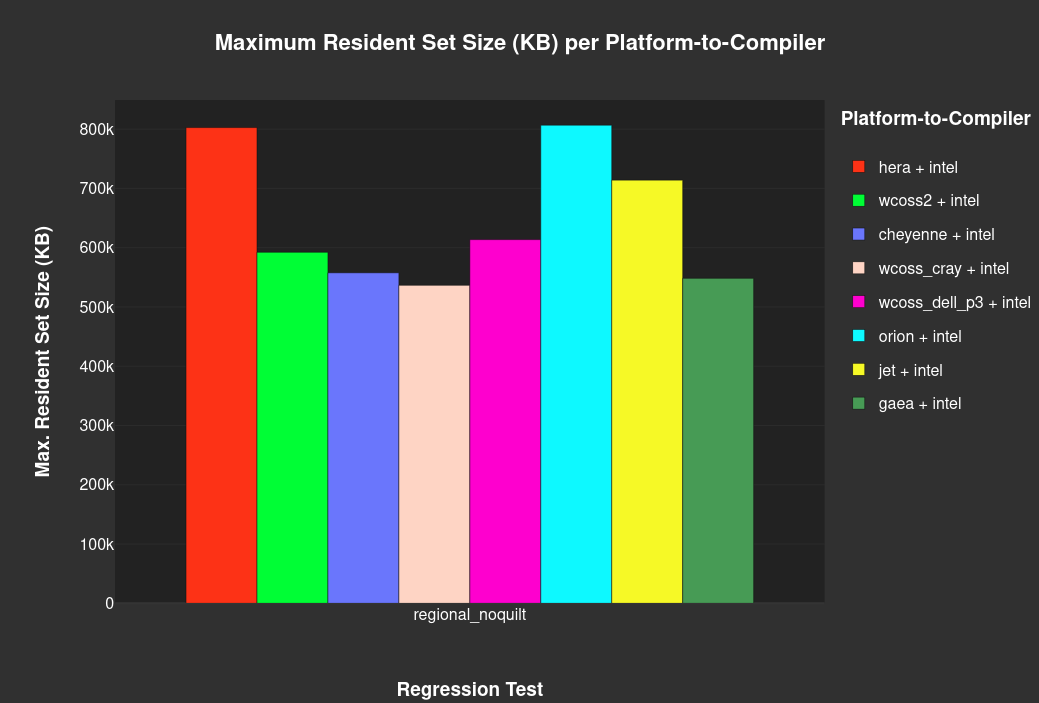 Maximum Resident Set Size (KB) per Platform-to-Compiler
Max. Resident Set Size (KB)
800k
700k
600k
500k
400k
300k
200k
100k
0
regional_noquilt
Regression Test
Platform-to-Compiler
hera + intel
wcoss2 + intel
cheyenne + intel
wcoss_cray + intel
wcoss_dell_p3 + intel
orion + intel
jet + intel
gaea + intel